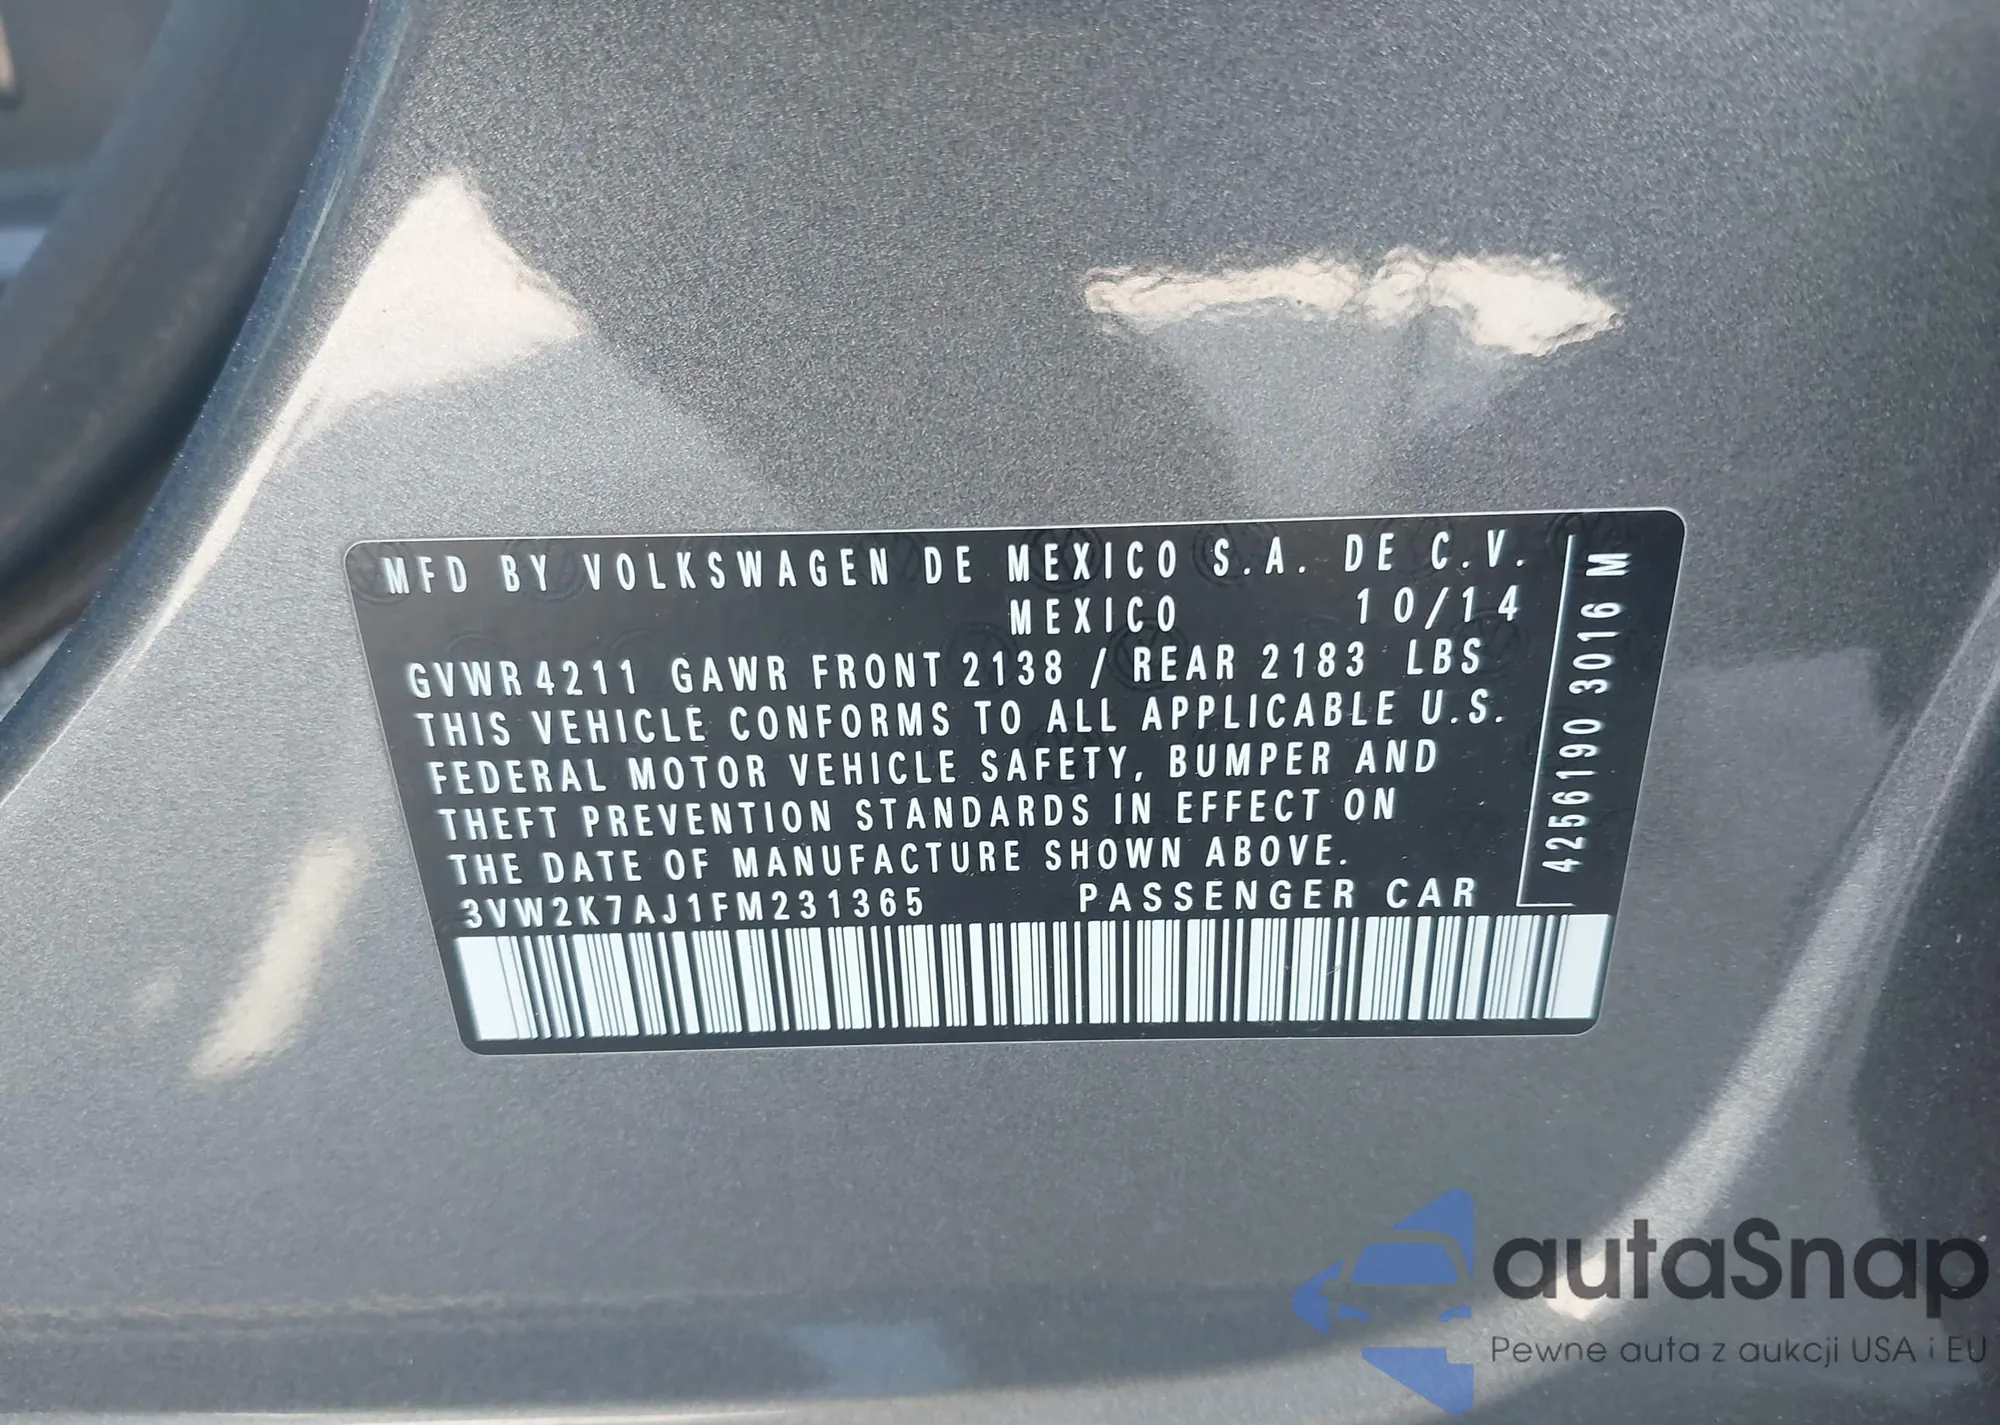 MFD BY VOLKSWAGEN DE MEXICO S.A. DE C.V.
MEXICO 10/14
GVWR 4211 GAWR FRONT 2138 / REAR 2183 LBS
THIS VEHICLE CONFORMS TO ALL APPLICABLE U.S.
FEDERAL MOTOR VEHICLE SAFETY, BUMPER AND
THEFT PREVENTION STANDARDS IN EFFECT ON
THE DATE OF MANUFACTURE SHOWN ABOVE.
3VW2K7AJ1FM231365 PASSENGER CAR
4256190 3016 M
autaSnap
Pewne auta z aukcji USA i EU